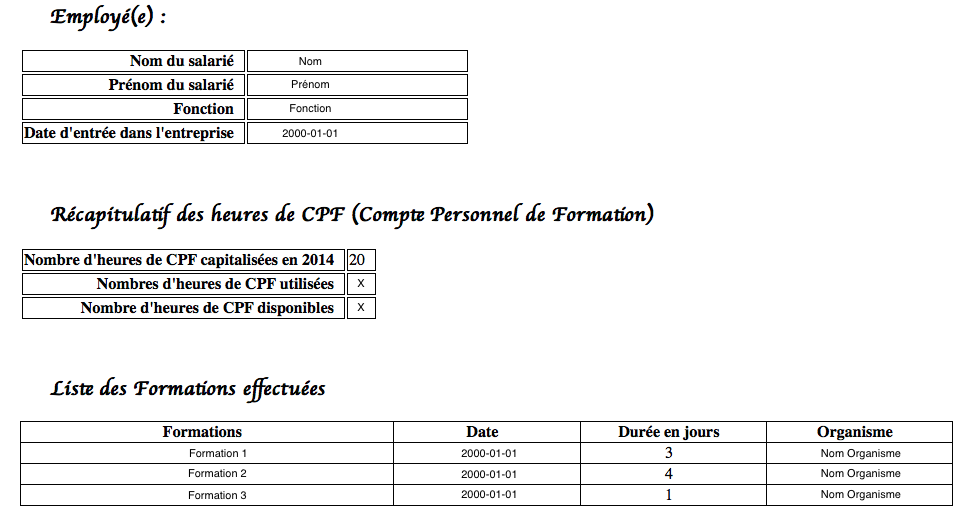 Employé(e) :
Nom du salarié Nom
Prénom du salarié Prénom
Fonction Fonction
Date d'entrée dans l'entreprise 2000-01-01
Récapitulatif des heures de CPF (Compte Personnel de Formation)
Nombre d'heures de CPF capitalisées en 2014 20
Nombres d'heures de CPF utilisées X
Nombre d'heures de CPF disponibles X
Liste des Formations effectuées
Formations Date Durée en jours Organisme
Formation 1 2000-01-01 3 Nom Organisme
Formation 2 2000-01-01 4 Nom Organisme
Formation 3 2000-01-01 1 Nom Organisme